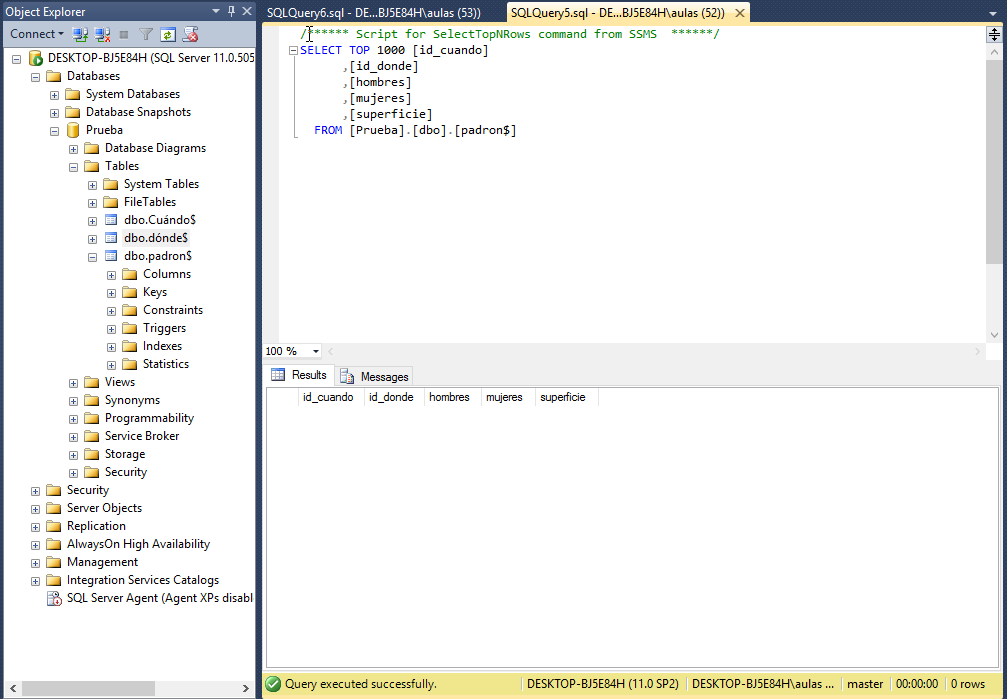 Object Explorer
Connect
DESKTOP-BJ5E84H (SQL Server 11.0.505
Databases
System Databases
Database Snapshots
Prueba
Database Diagrams
Tables
System Tables
FileTables
dbo.Cuándo$
dbo.dónde$
dbo.padron$
Columns
Keys
Constraints
Triggers
Indexes
Statistics
Views
Synonyms
Programmability
Service Broker
Storage
Security
Security
Server Objects
Replication
AlwaysOn High Availability
Management
Integration Services Catalogs
SQL Server Agent (Agent XPs disabl
SQLQuery6.sql - DE...BJ5E84H\aulas (53))
SQLQuery5.sql - DE...BJ5E84H\aulas (52))
/****** Script for SelectTopNRows command from SSMS ******/
SELECT TOP 1000 [id_cuando]
,[id_donde]
,[hombres]
,[mujeres]
,[superficie]
FROM [Prueba].[dbo].[padron$]
100 %
Results Messages
id_cuando id_donde hombres mujeres superficie
Query executed successfully. DESKTOP-BJ5E84H (11.0 SP2) DESKTOP-BJ5E84H\aulas ... master 00:00:00 0 rows